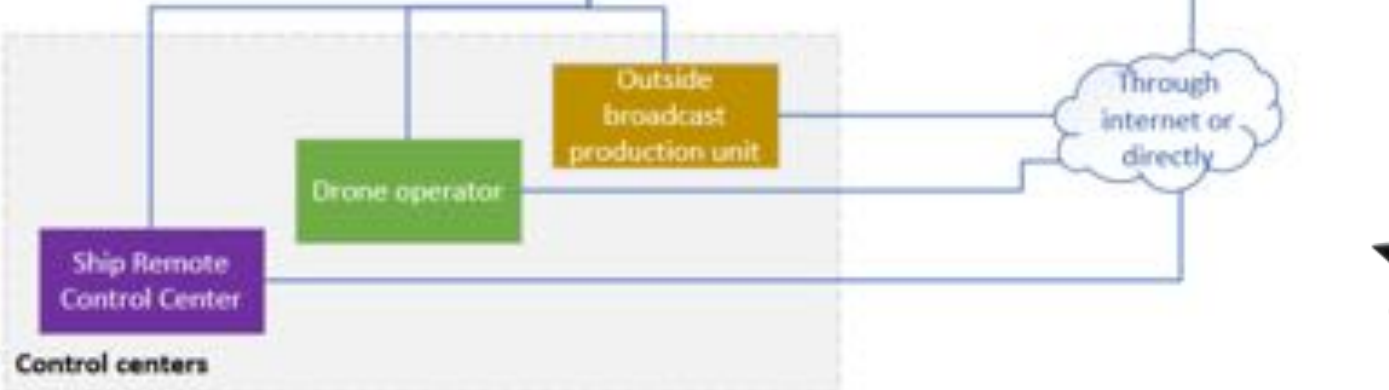 Outside
broadcast
production unit
Through
internet or
directly
Drone operator
Ship Remote
Control Center
Control centers